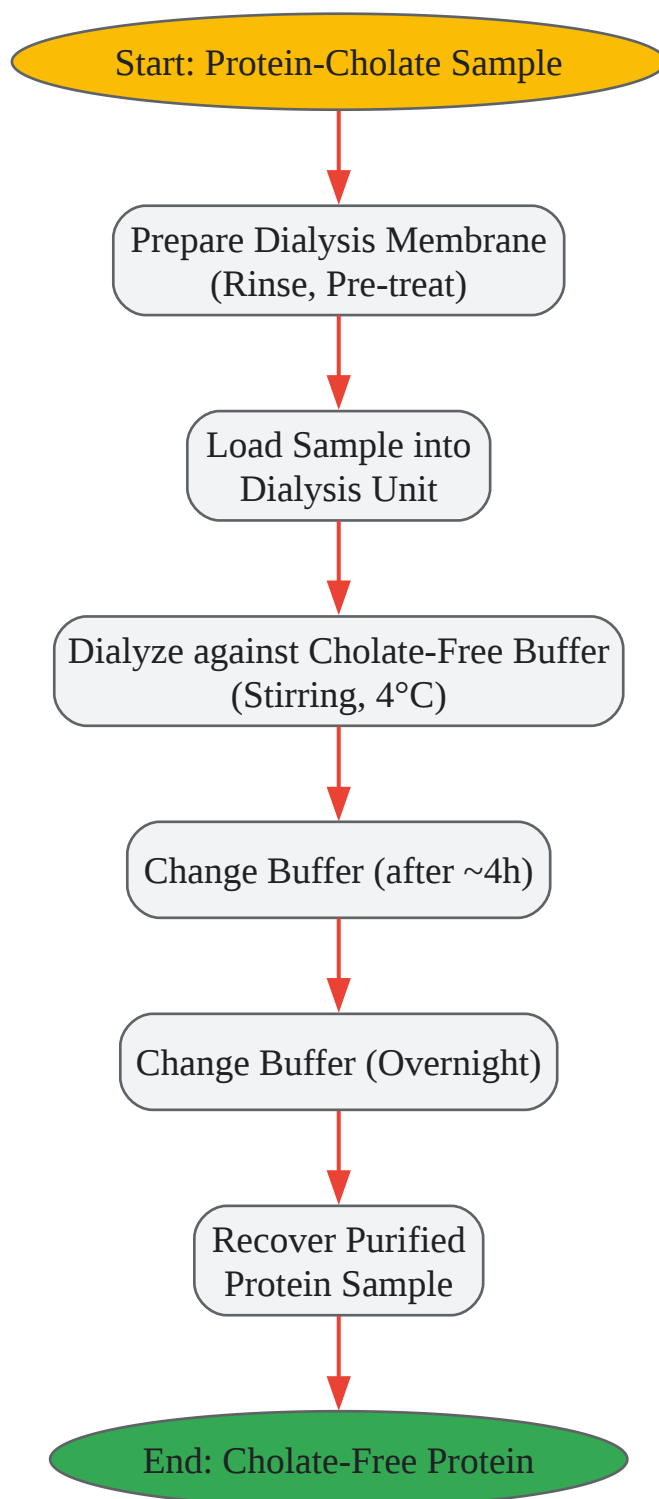 Start: Protein-Cholate Sample
Prepare Dialysis Membrane
(Rinse, Pre-treat)
Load Sample into
Dialysis Unit
Dialyze against Cholate-Free Buffer
(Stirring, 4°C)
Change Buffer (after ~4h)
Change Buffer (Overnight)
Recover Purified
Protein Sample
End: Cholate-Free Protein